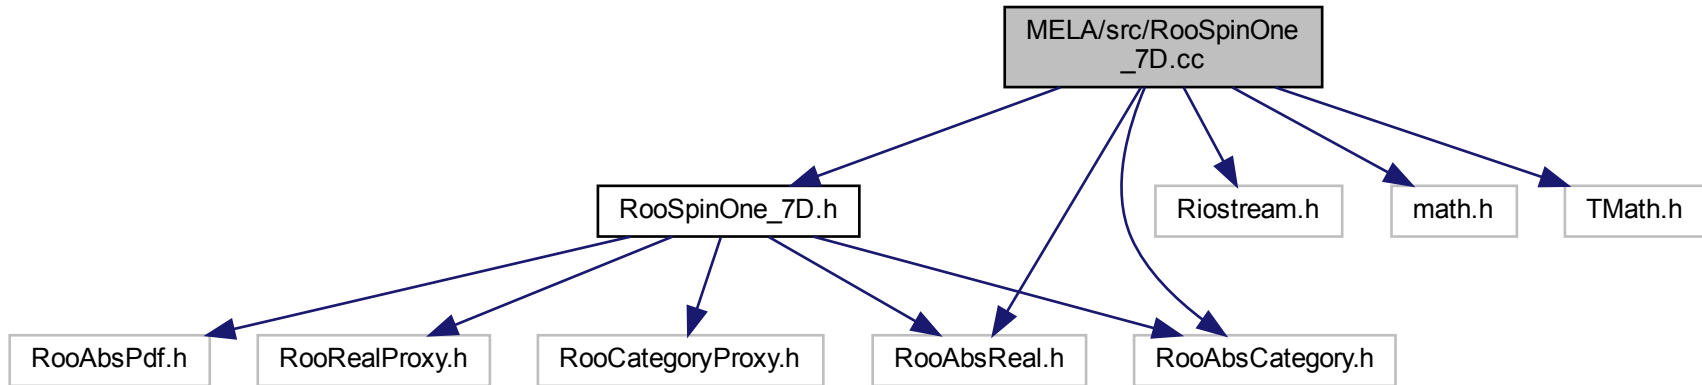 MELA/src/RooSpinOne
_7D.cc
RooSpinOne_7D.h
Riostream.h
math.h
TMath.h
RooAbsPdf.h
RooRealProxy.h
RooCategoryProxy.h
RooAbsReal.h
RooAbsCategory.h